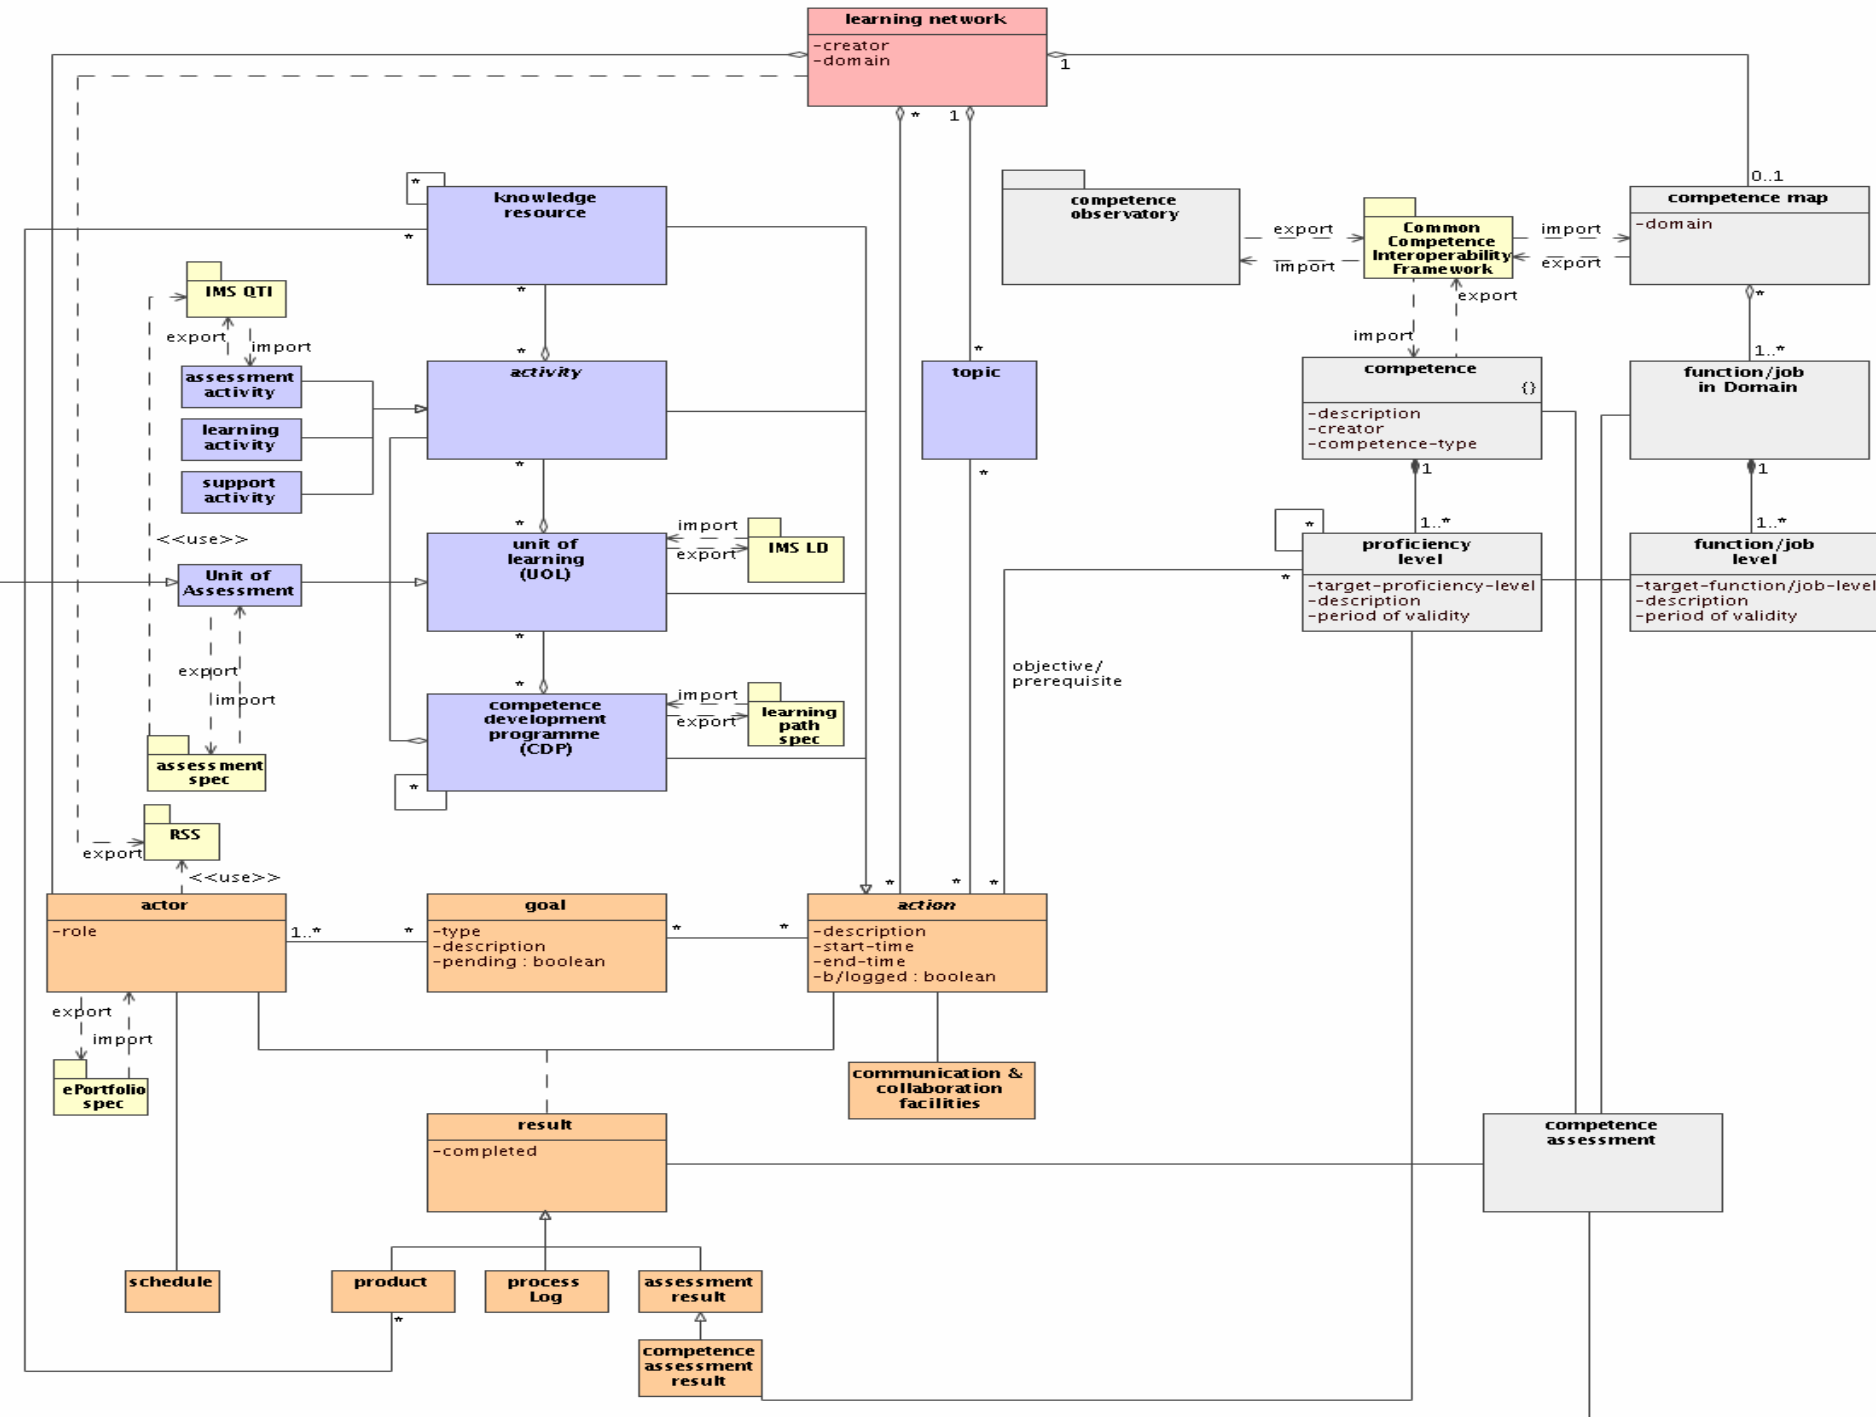 learning network
-creator
-domain
1
*
1
0..1
competence map
-domain
*
knowledge
resource
*
*
competence
observatory
export
import
Common
Competence
Interoperability
Framework
import
export
IMS QTI
export
import
export
import
*
1..*
*
*
activity
*
topic
*
competence
{}
-description
-creator
-competence-type
1
1..*
function/job
in Domain
1
1..*
assessment
activity
learning
activity
support
activity
*
*
<<use>>
unit of
learning
(UOL)
*
import
export
IMS LD
Unit of
Assessment
export
import
*
*
proficiency
level
-target-proficiency-level
-description
-period of validity
function/job
level
-target-function/job-level
-description
-period of validity
objective/
prerequisite
*
competence
development
programme
(CDP)
*
import
export
learning
path
spec
assessment
spec
RSS
export
<<use>>
actor
-role
1..*
*
goal
-type
-description
-pending : boolean
*
*
*
*
*
action
-description
-start-time
-end-time
-b/logged : boolean
export
import
ePortfolio
spec
communication &
collaboration
facilities
result
-completed
competence
assessment
schedule
product
*
process
Log
assessment
result
competence
assessment
result